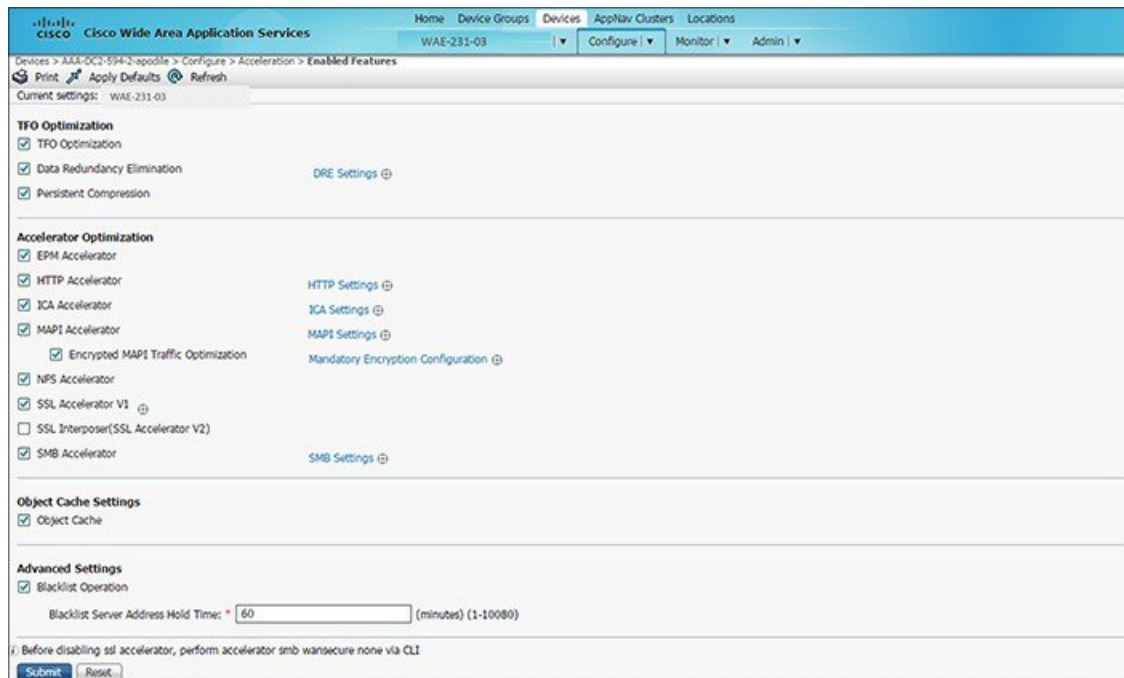 Home Device Groups Devices AppNav Clusters Locations
CISCO Cisco Wide Area Application Services
WAE-231-03 Configure Monitor Admin
Devices > AAA-DC2-594-2-apodile > Configure > Acceleration > Enabled Features
Print Apply Defaults Refresh
Current settings: WAE-231-03
TFO Optimization
TFO Optimization
Data Redundancy Elimination DRE Settings
Persistent Compression
Accelerator Optimization
EPM Accelerator
HTTP Accelerator HTTP Settings
ICA Accelerator ICA Settings
MAPI Accelerator MAPI Settings
Encrypted MAPI Traffic Optimization Mandatory Encryption Configuration
NFS Accelerator
SSL Accelerator V1
SSL Interposer(SSL Accelerator V2)
SMB Accelerator SMB Settings
Object Cache Settings
Object Cache
Advanced Settings
Blacklist Operation
Blacklist Server Address Hold Time: * 60 (minutes) (1-10080)
Before disabling ssl accelerator, perform accelerator smb wansecure none via CLI
Submit Reset